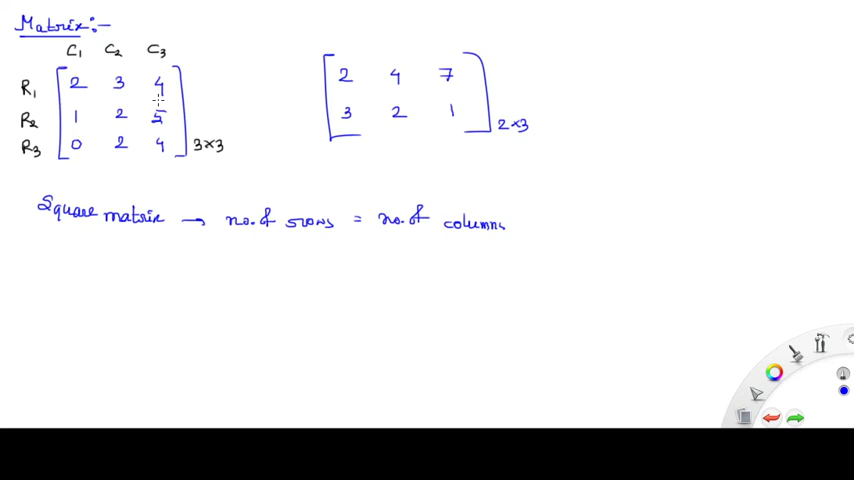 Matrix:-
C1 C2 C3
R1 2 3 4
R2 1 2 5
R3 0 2 4 3×3
2 4 7
3 2 1 2×3
Square matrix → no. of rows = no. of columns